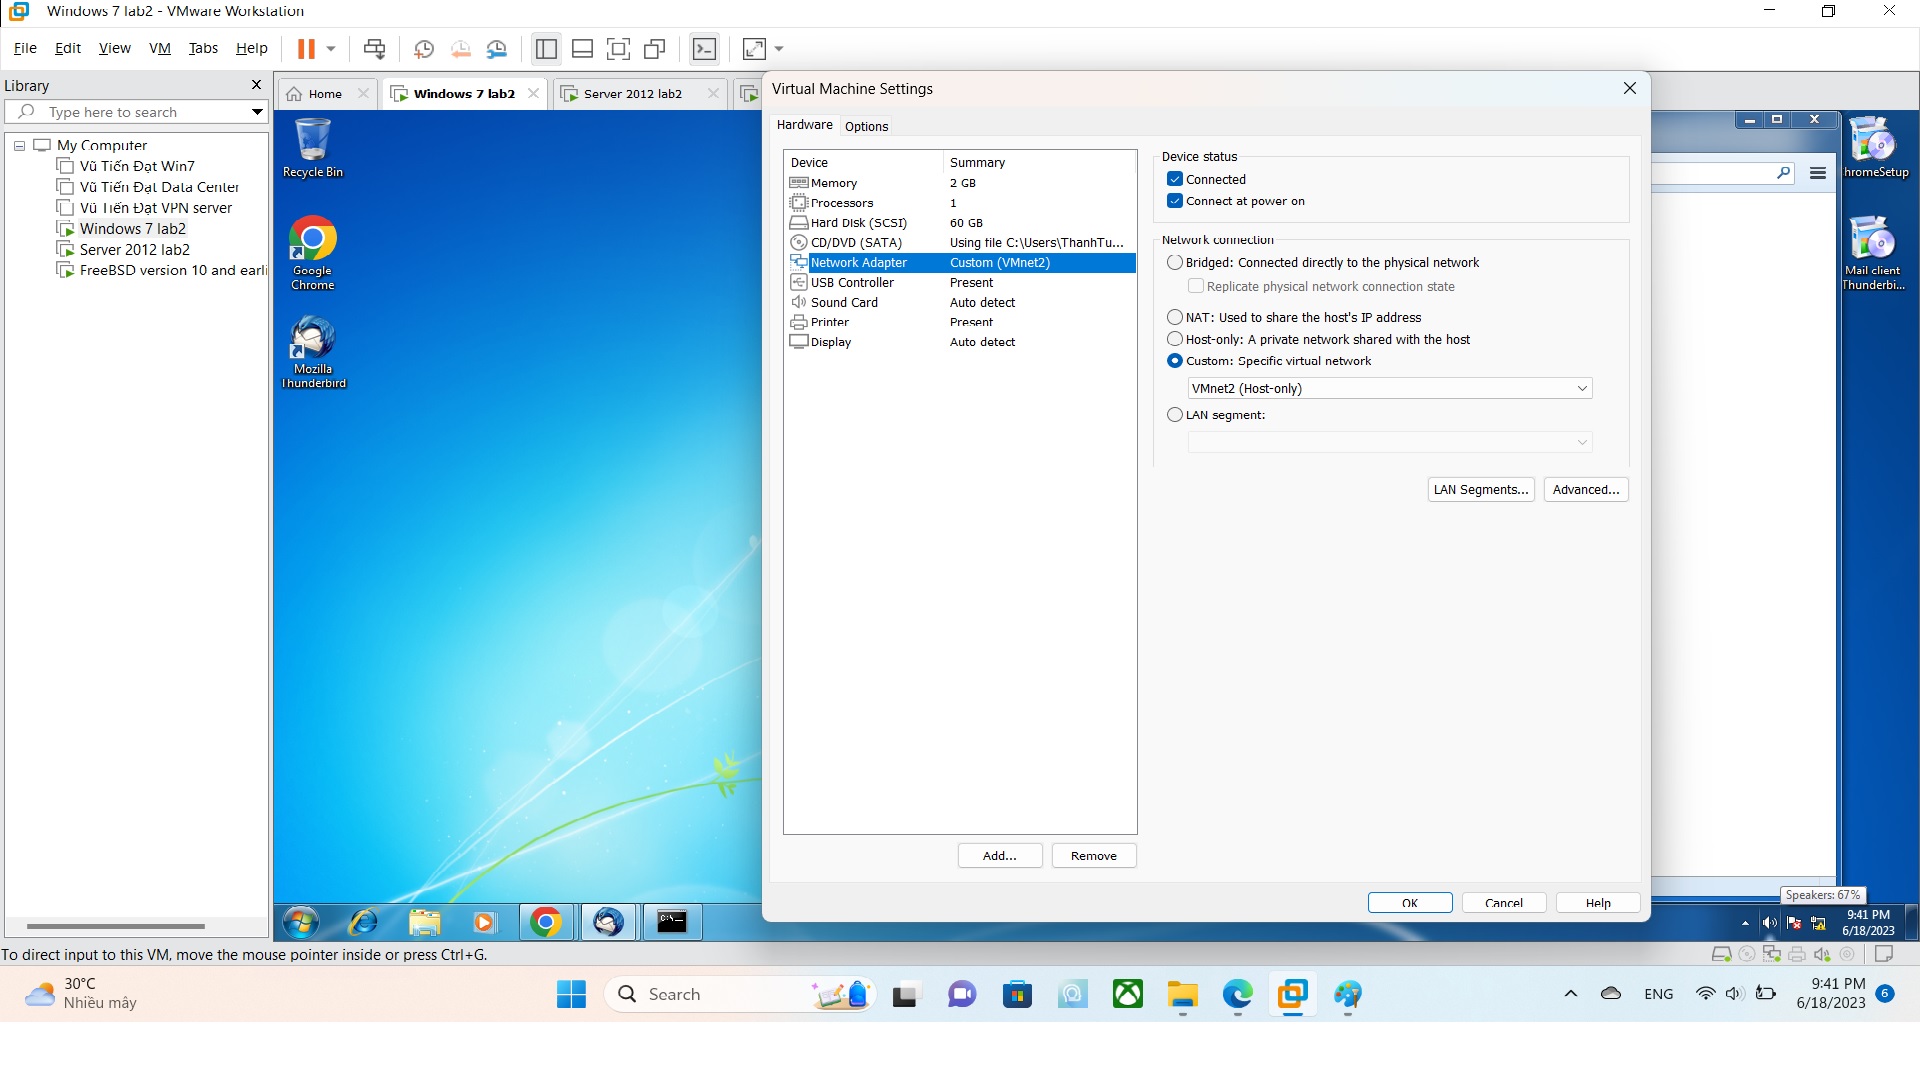 Windows 7 lab2 - VMware Workstation
File Edit View VM Tabs Help
Library
Type here to search
My Computer
Vũ Tiến Đạt Win7
Vũ Tiến Đạt Data Center
Vũ Tiến Đạt VPN server
Windows 7 lab2
Server 2012 lab2
FreeBSD version 10 and earli
Home
Windows 7 lab2
Server 2012 lab2
Recycle Bin
Google
Chrome
Mozilla
Thunderbird
C:\_
Virtual Machine Settings
Hardware Options
Device Summary
Memory 2 GB
Processors 1
Hard Disk (SCSI) 60 GB
CD/DVD (SATA) Using file C:\Users\ThanhTu...
Network Adapter Custom (VMnet2)
USB Controller Present
Sound Card Auto detect
Printer Present
Display Auto detect
Add... Remove
Device status
Connected
Connect at power on
Network connection
Bridged: Connected directly to the physical network
Replicate physical network connection state
NAT: Used to share the host's IP address
Host-only: A private network shared with the host
Custom: Specific virtual network
VMnet2 (Host-only)
LAN segment:
LAN Segments... Advanced...
OK Cancel Help
ChromeSetup
Mail client
Thunderbi...
Speakers: 67%
9:41 PM
6/18/2023
To direct input to this VM, move the mouse pointer inside or press Ctrl+G.
30°C
Nhiều mây
Search
ENG
9:41 PM
6/18/2023
6